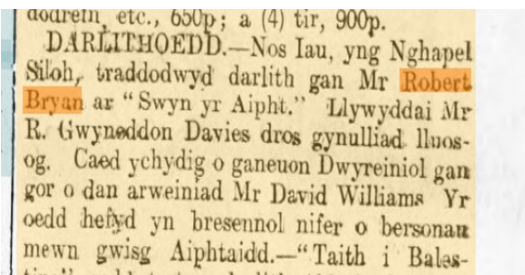 dodrefn, etc., 650p; a (4) tir, 900p.
DARLITHOEDD.—Nos Iau, yng Nghapel
Siloh, traddodwyd darlith gan Mr Robert
Bryan ar "Swyn yr Aipht." Llywyddai Mr
R. Gwyneddon Davies dros gynulliad lluos-
og. Caed ychydig o ganeuon Dwyreiniol gan
gor o dan arweiniad Mr David Williams Yr
oedd hefyd yn bresennol nifer o bersonau
mewn gwisg Aiphtaidd.—"Taith i Bales-